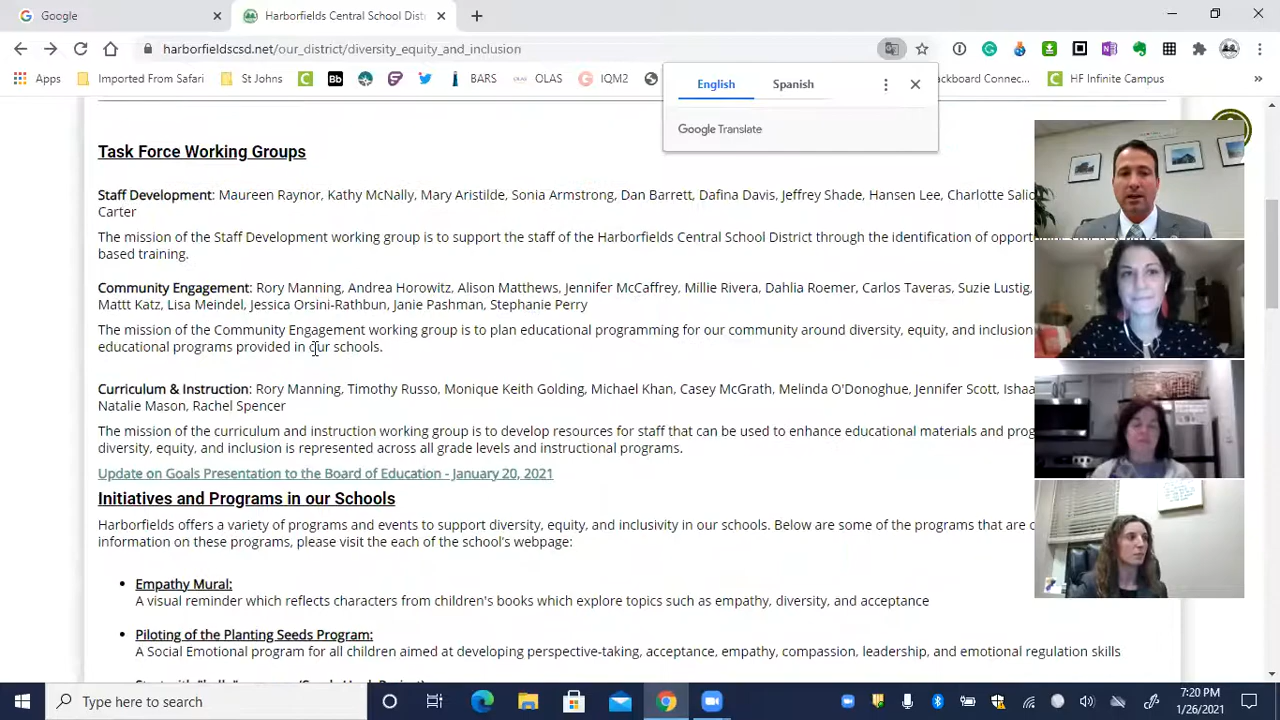 Google
Harborfields Central School Distr
harborfieldscsd.net/our_district/diversity_equity_and_inclusion
Apps
Imported From Safari
St Johns
Bb
BARS
OLAS
IQM2
Blackboard Connec...
HF Infinite Campus
English
Spanish
Google Translate
Task Force Working Groups
Staff Development: Maureen Raynor, Kathy McNally, Mary Aristilde, Sonia Armstrong, Dan Barrett, Dafina Davis, Jeffrey Shade, Hansen Lee, Charlotte
Carter
The mission of the Staff Development working group is to support the staff of the Harborfields Central School District through the identification of
based training.
Community Engagement: Rory Manning, Andrea Horowitz, Alison Matthews, Jennifer McCaffrey, Millie Rivera, Dahlia Roemer, Carlos Taveras, Suzie Lustig,
Mattt Katz, Lisa Meindel, Jessica Orsini-Rathbun, Janie Pashman, Stephanie Perry
The mission of the Community Engagement working group is to plan educational programming for our community around diversity, equity, and inclusion
educational programs provided in our schools.
Curriculum & Instruction: Rory Manning, Timothy Russo, Monique Keith Golding, Michael Khan, Casey McGrath, Melinda O'Donoghue, Jennifer Scott,
Natalie Mason, Rachel Spencer
The mission of the curriculum and instruction working group is to develop resources for staff that can be used to enhance educational materials and
diversity, equity, and inclusion is represented across all grade levels and instructional programs.
Update on Goals Presentation to the Board of Education - January 20, 2021
Initiatives and Programs in our Schools
Harborfields offers a variety of programs and events to support diversity, equity, and inclusivity in our schools. Below are some of the programs that are
information on these programs, please visit the each of the school's webpage:
• Empathy Mural:
A visual reminder which reflects characters from children's books which explore topics such as empathy, diversity, and acceptance
• Piloting of the Planting Seeds Program:
A Social Emotional program for all children aimed at developing perspective-taking, acceptance, empathy, compassion, leadership, and emotional regulation skills
Type here to search
7:20 PM
1/26/2021